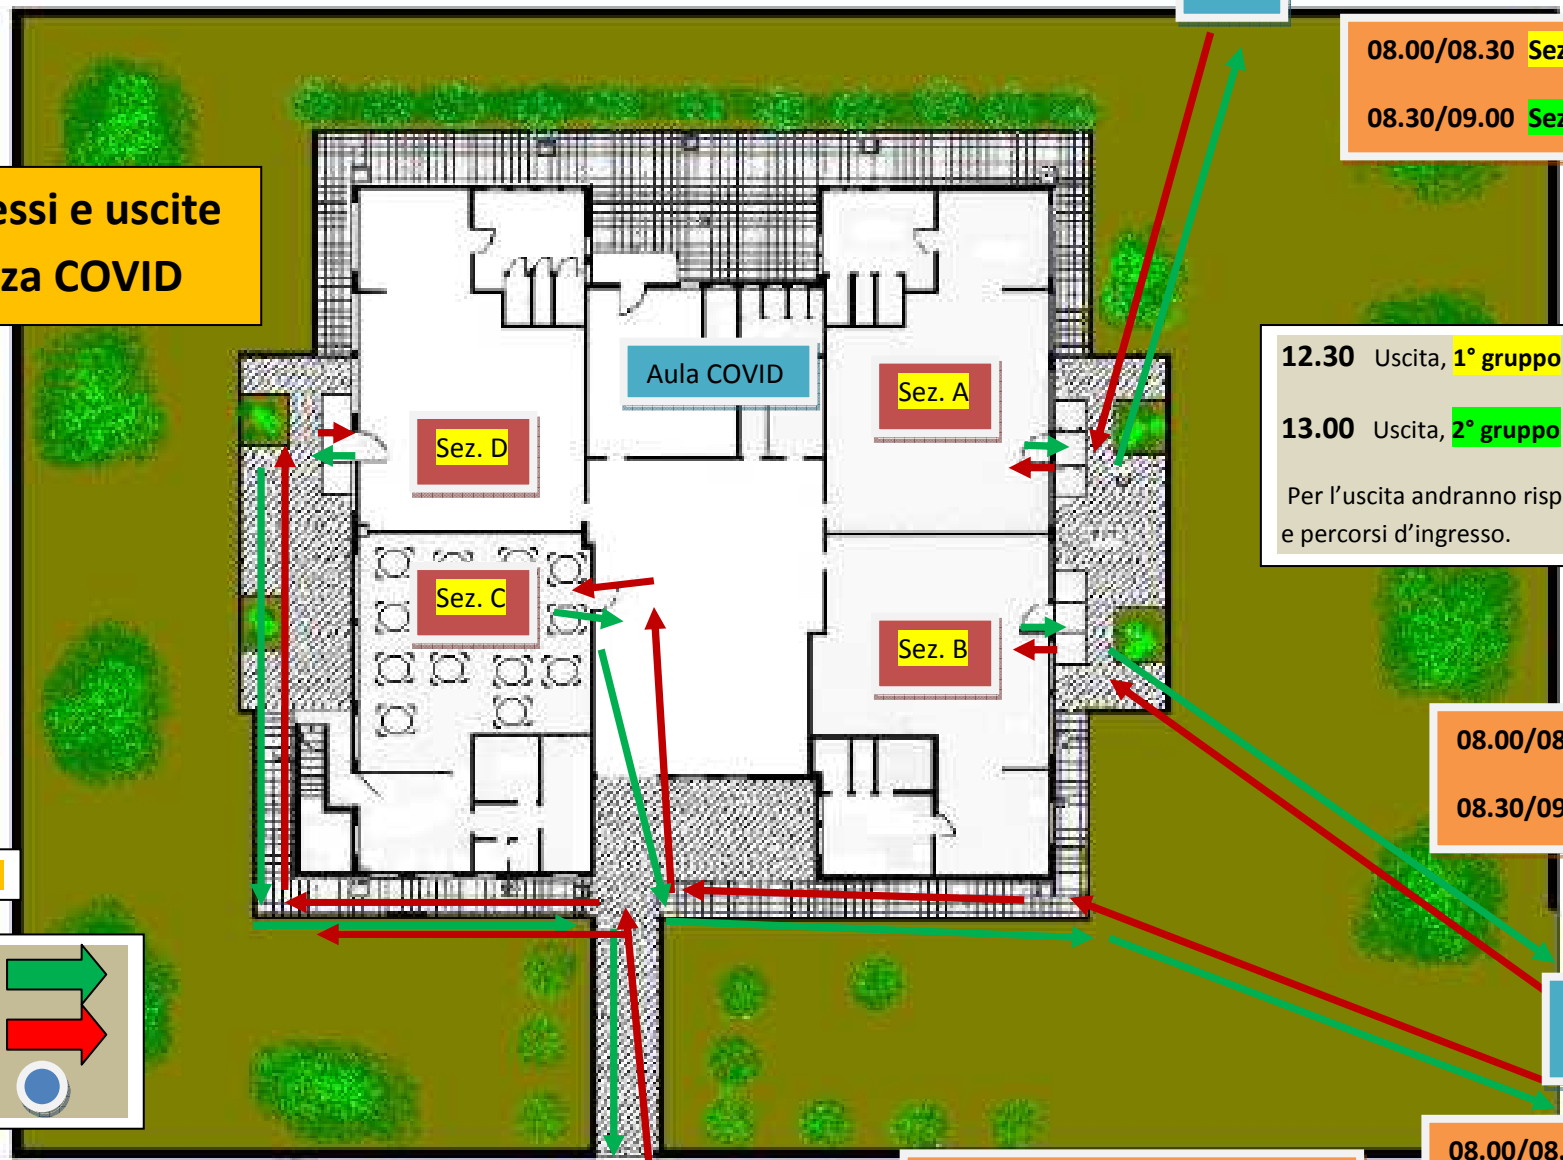 08.00/08.30 Sez
08.30/09.00 Sez
essi e uscite
za COVID
12.30 Uscita, 1° gruppo
13.00 Uscita, 2° gruppo
Per l'uscita andranno risp
e percorsi d'ingresso.
Aula COVID
Sez. A
Sez. D
Sez. C
Sez. B
08.00/08
08.30/09
08.00/08.